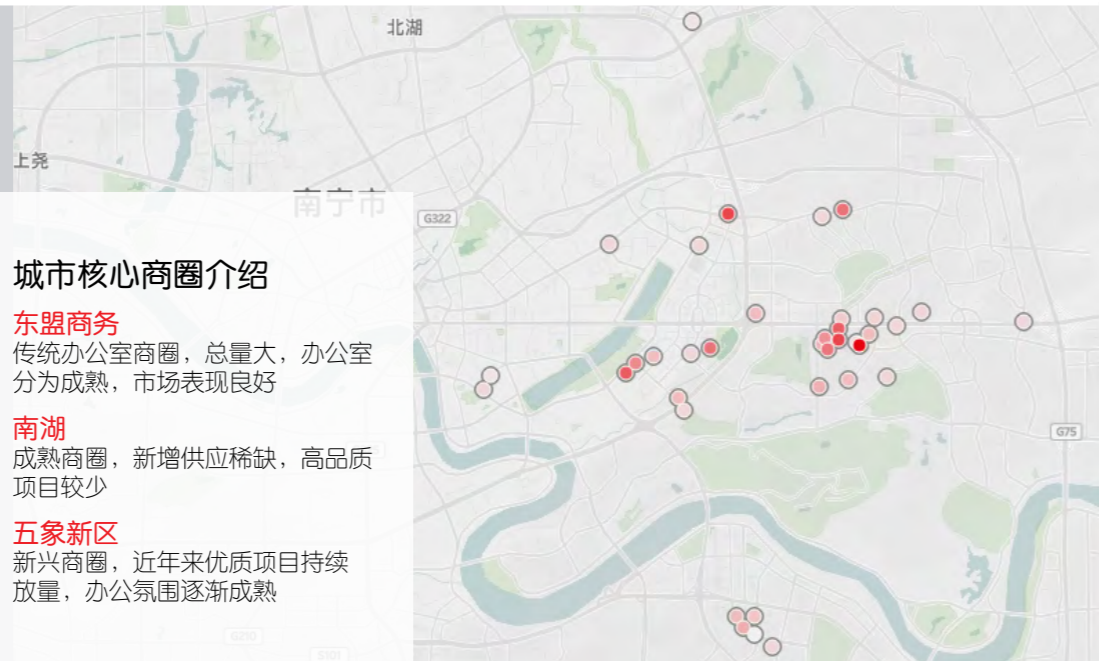 北湖
上尧
南宁市
G322
城市核心商圈介绍
东盟商务
传统办公室商圈，总量大，办公室
分为成熟，市场表现良好
南湖
成熟商圈，新增供应稀缺，高品质
项目较少
G75
五象新区
新兴商圈，近年来优质项目持续
放量，办公氛围逐渐成熟
G210
S101